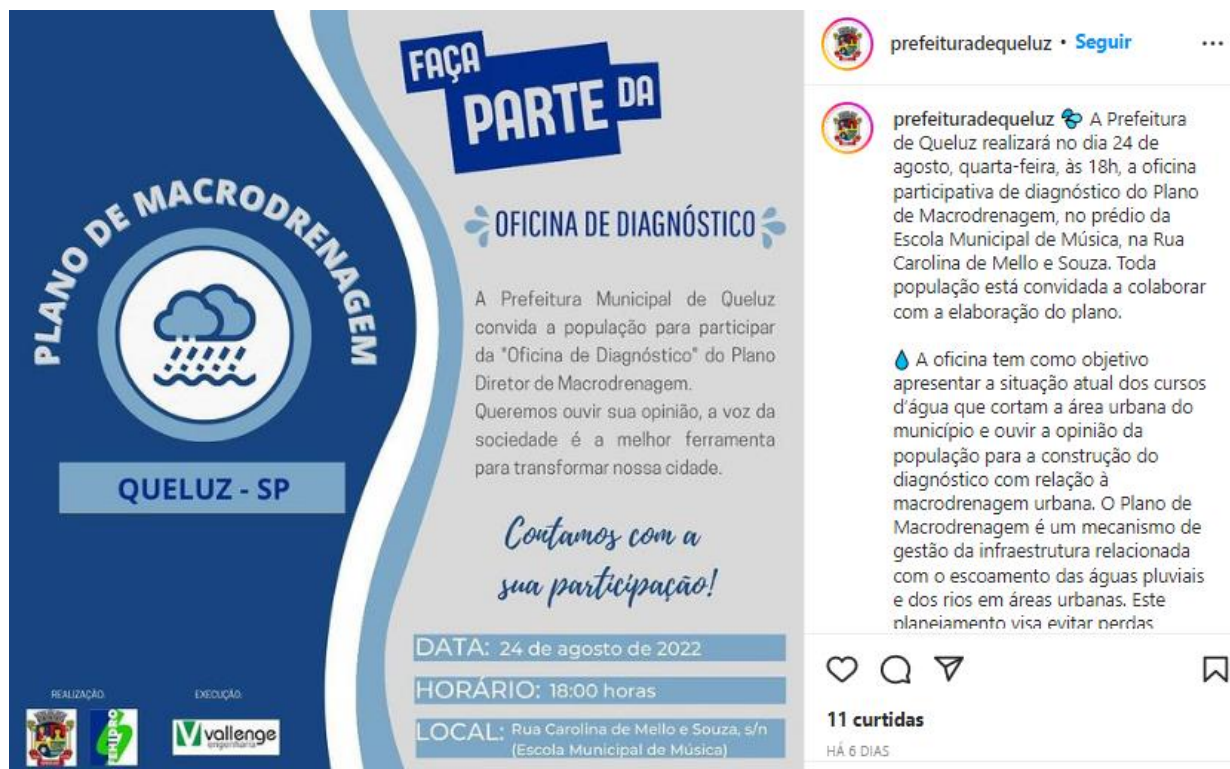 FAÇA
PARTE DA
PLANO DE MACRODRENAGEM
QUELUZ - SP
OFICINA DE DIAGNÓSTICO
A Prefeitura Municipal de Queluz
convida a população para participar
da "Oficina de Diagnóstico" do Plano
Diretor de Macrodrenagem.
Queremos ouvir sua opinião, a voz da
sociedade é a melhor ferramenta
para transformar nossa cidade.
Contamos com a
sua participação!
DATA: 24 de agosto de 2022
HORÁRIO: 18:00 horas
LOCAL: Rua Carolina de Mello e Souza, s/n
(Escola Municipal de Música)
REALIZAÇÃO:
EXECUÇÃO:
FEHIDRO
Vallenge
engenharia
prefeituradequeluz • Seguir
prefeituradequeluz A Prefeitura
de Queluz realizará no dia 24 de
agosto, quarta-feira, às 18h, a oficina
participativa de diagnóstico do Plano
de Macrodrenagem, no prédio da
Escola Municipal de Música, na Rua
Carolina de Mello e Souza. Toda
população está convidada a colaborar
com a elaboração do plano.
A oficina tem como objetivo
apresentar a situação atual dos cursos
d'água que cortam a área urbana do
município e ouvir a opinião da
população para a construção do
diagnóstico com relação à
macrodrenagem urbana. O Plano de
Macrodrenagem é um mecanismo de
gestão da infraestrutura relacionada
com o escoamento das águas pluviais
e dos rios em áreas urbanas. Este
planejamento visa evitar perdas
11 curtidas
HÁ 6 DIAS